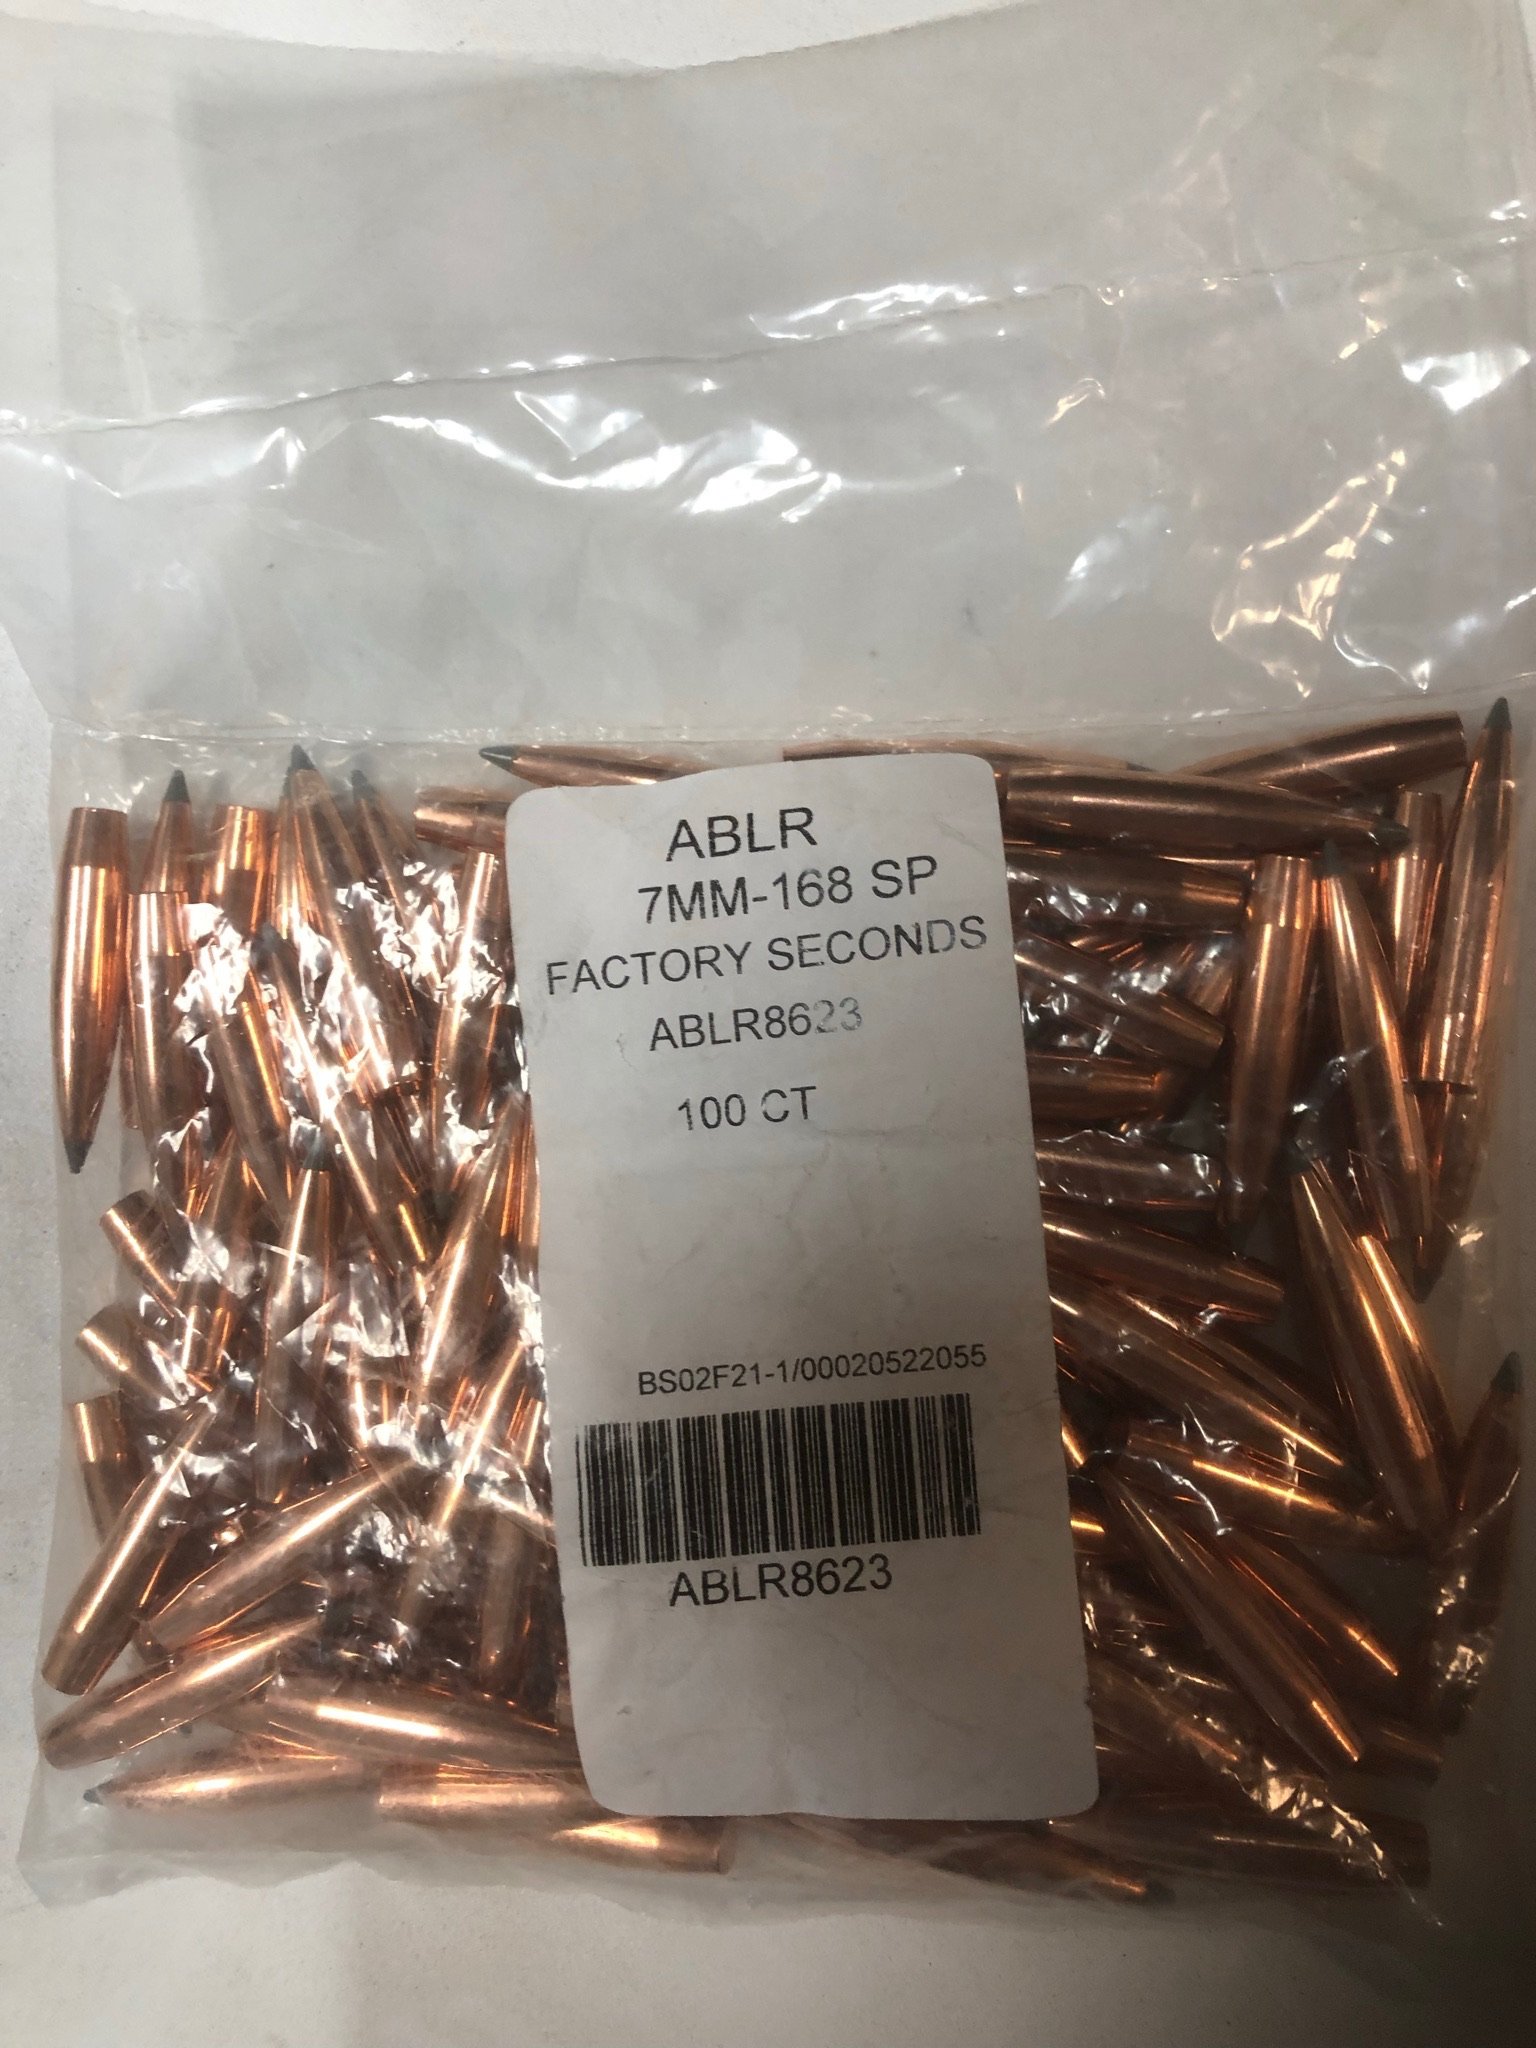 ABLR
7MM-168 SP
FACTORY SECONDS
ABLR8623
100 CT
BS02F21-1/00020522055
ABLR8623